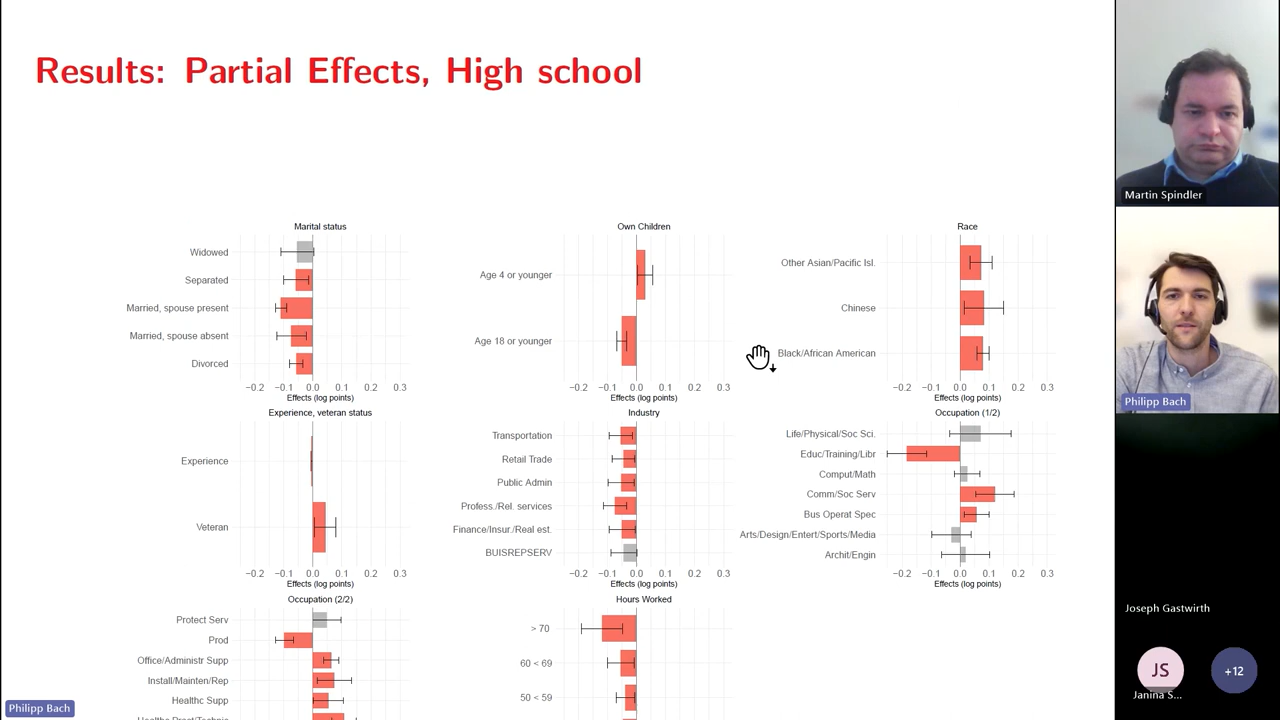 Results: Partial Effects, High school
Marital status
Widowed
Separated
Married, spouse present
Married, spouse absent
Divorced
−0.2 −0.1 0.0 0.1 0.2 0.3
Effects (log points)
Own Children
Age 4 or younger
Age 18 or younger
−0.2 −0.1 0.0 0.1 0.2 0.3
Effects (log points)
Race
Other Asian/Pacific Isl.
Chinese
Black/African American
−0.2 −0.1 0.0 0.1 0.2 0.3
Effects (log points)
Experience, veteran status
Experience
Veteran
−0.2 −0.1 0.0 0.1 0.2 0.3
Effects (log points)
Industry
Transportation
Retail Trade
Public Admin
Profess./Rel. services
Finance/Insur./Real est.
BUISREPSERV
−0.2 −0.1 0.0 0.1 0.2 0.3
Effects (log points)
Occupation (1/2)
Life/Physical/Soc Sci.
Educ/Training/Libr
Comput/Math
Comm/Soc Serv
Bus Operat Spec
Arts/Design/Entert/Sports/Media
Archit/Engin
−0.2 −0.1 0.0 0.1 0.2 0.3
Effects (log points)
Occupation (2/2)
Protect Serv
Prod
Office/Administr Supp
Install/Mainten/Rep
Healthc Supp
Hours Worked
> 70
60 < 69
50 < 59
Martin Spindler
Philipp Bach
Joseph Gastwirth
JS
Janina S...
+12
Philipp Bach